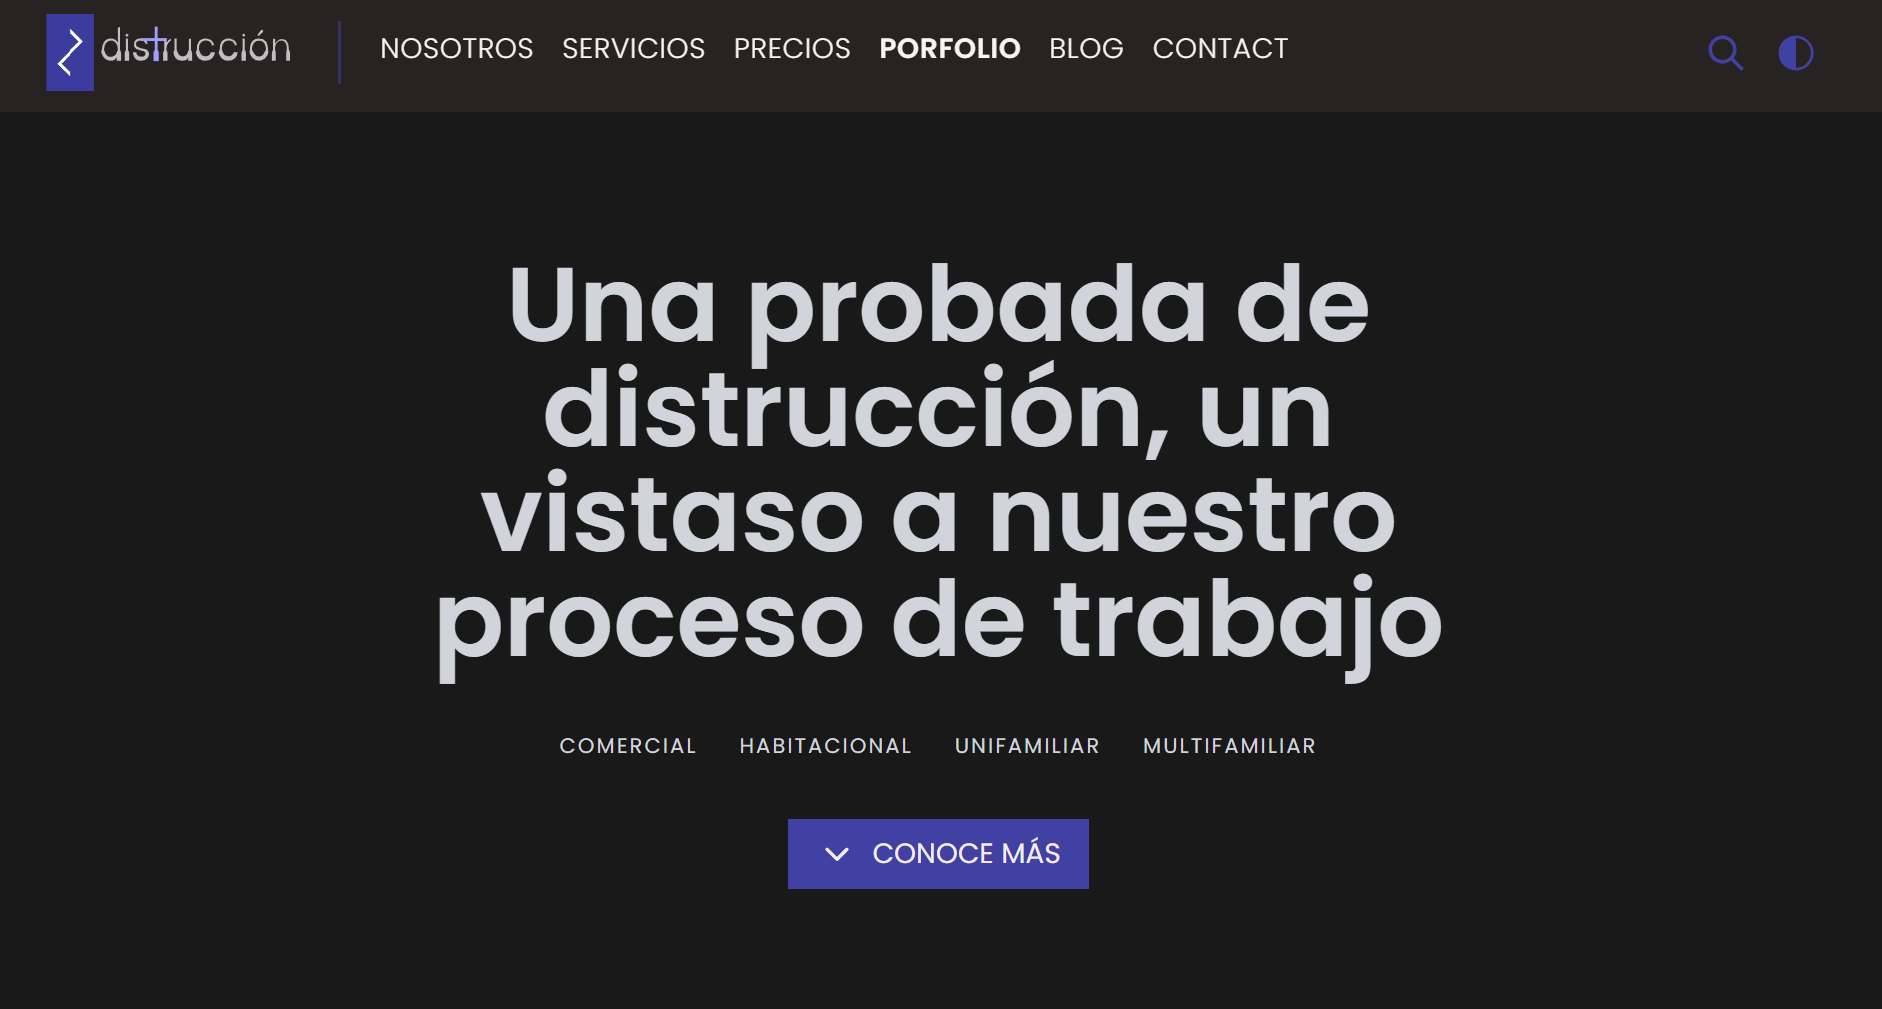 distrucción
NOSOTROS SERVICIOS PRECIOS PORFOLIO BLOG CONTACT
Una probada de
distrucción, un
vistaso a nuestro
proceso de trabajo
COMERCIAL HABITACIONAL UNIFAMILIAR MULTIFAMILIAR
CONOCE MÁS